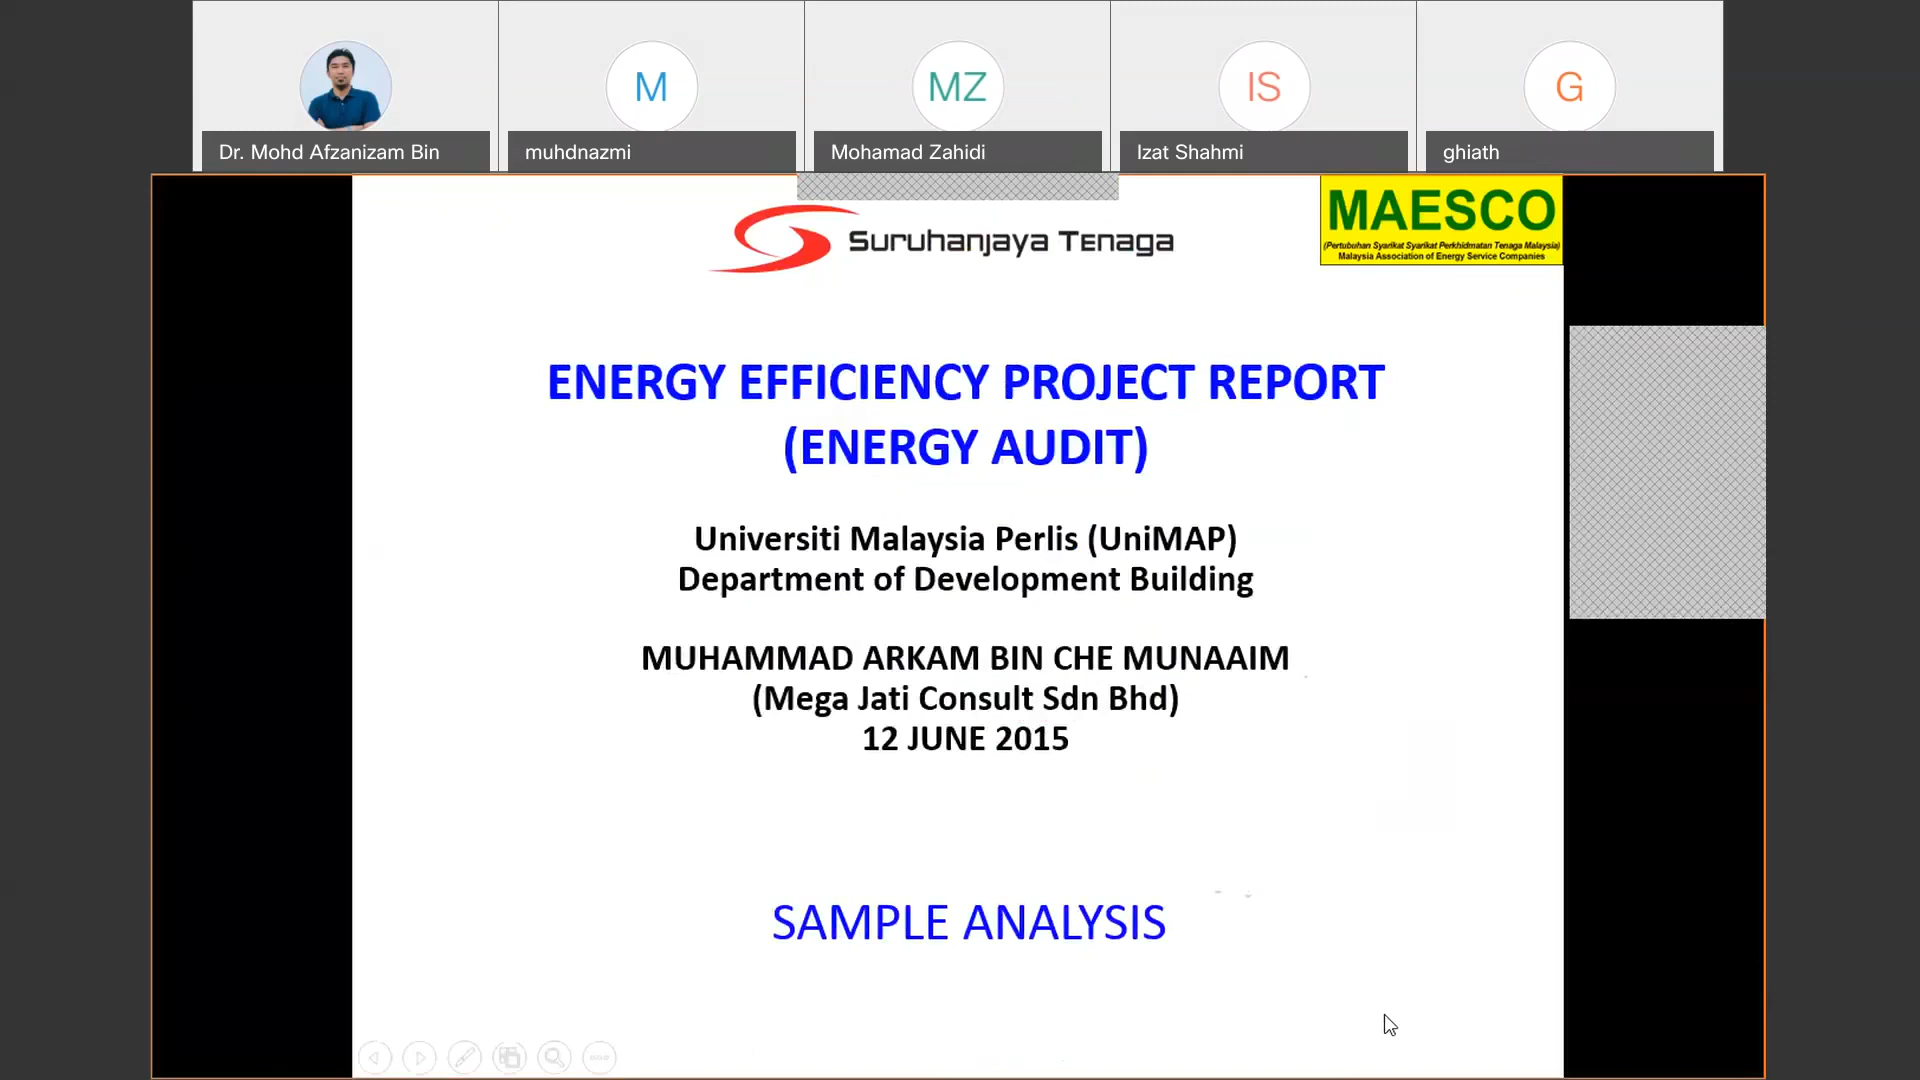 M
MZ
IS
G
Dr. Mohd Afzanizam Bin
muhdnazmi
Mohamad Zahidi
Izat Shahmi
ghiath
Suruhanjaya Tenaga
MAESCO
(Pertubuhan Syarikat Syarikat Perkhidmatan Tenaga Malaysia)
Malaysia Association of Energy Service Companies
ENERGY EFFICIENCY PROJECT REPORT
(ENERGY AUDIT)
Universiti Malaysia Perlis (UniMAP)
Department of Development Building
MUHAMMAD ARKAM BIN CHE MUNAAIM
(Mega Jati Consult Sdn Bhd)
12 JUNE 2015
SAMPLE ANALYSIS